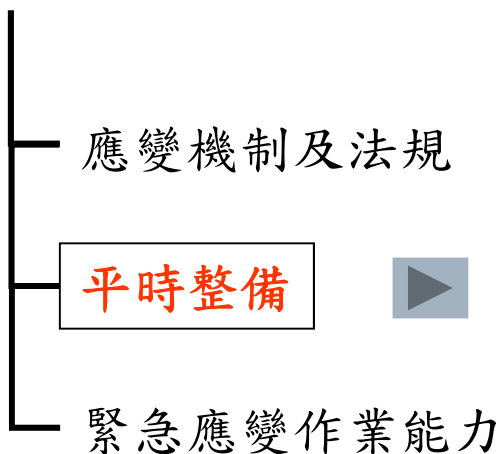 應變機制及法規
平時整備
緊急應變作業能力